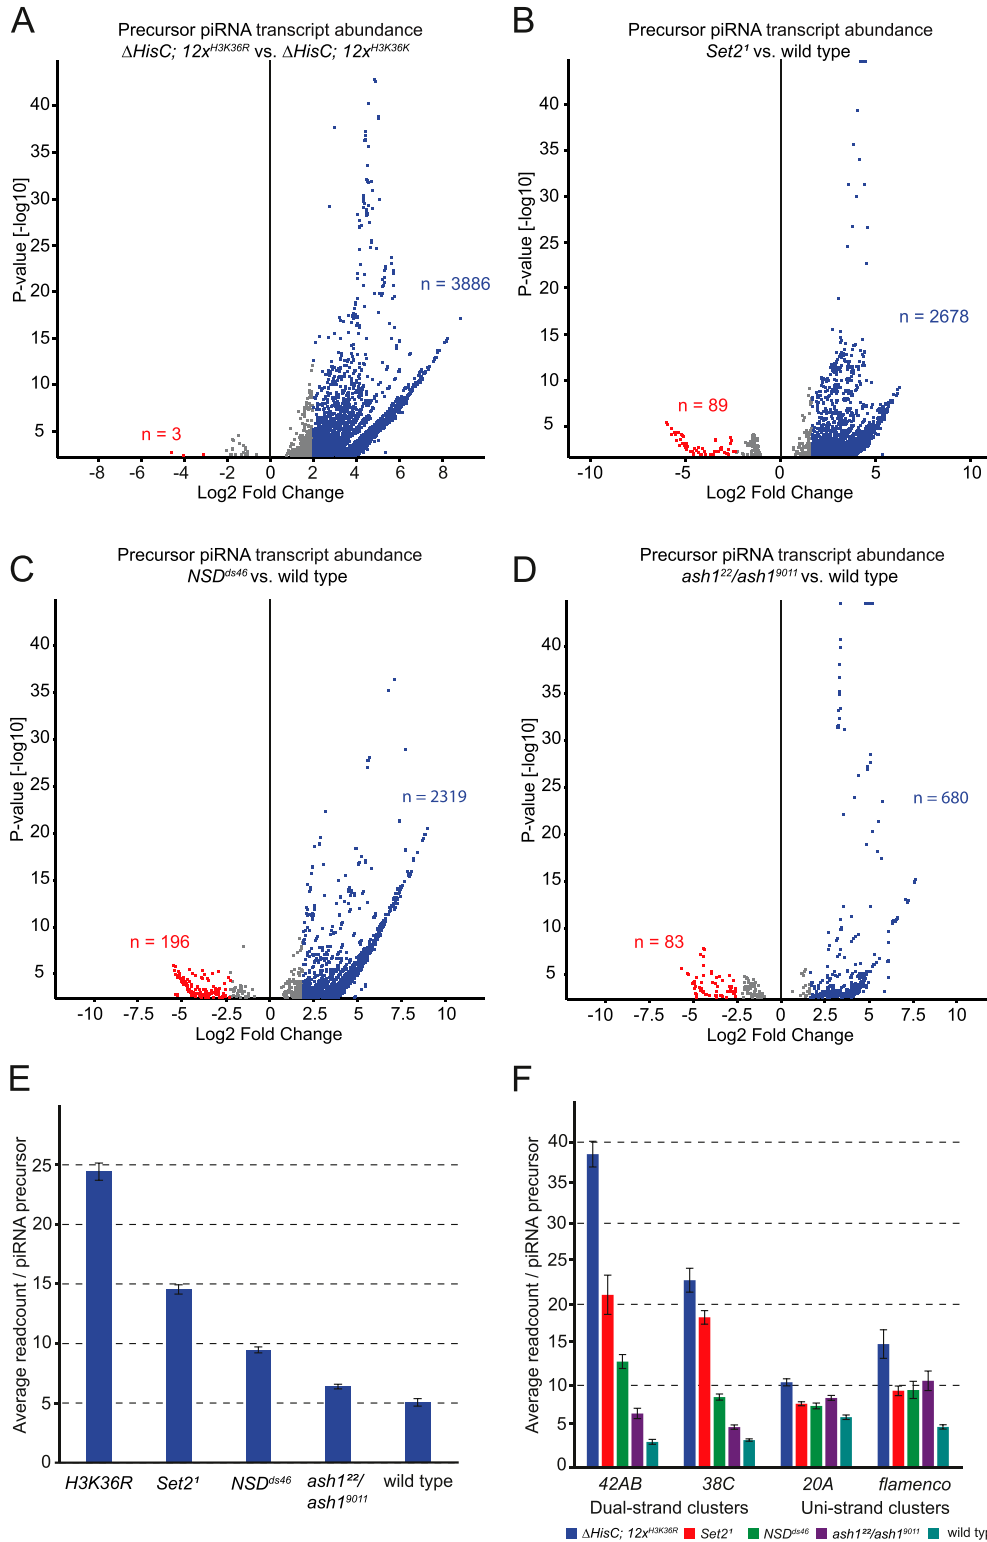 A
Precursor piRNA transcript abundance
ΔHisC; 12xH3K36R vs. ΔHisC; 12xH3K36K
P-value [-log10]
40
35
30
25
20
15
10
5
n = 3886
n = 3
-8
-6
-4
-2
0
2
4
6
8
Log2 Fold Change
B
Precursor piRNA transcript abundance
Set2¹ vs. wild type
P-value [-log10]
40
35
30
25
20
15
10
5
n = 2678
n = 89
-10
-5
0
5
10
Log2 Fold Change
C
Precursor piRNA transcript abundance
NSDds46 vs. wild type
P-value [-log10]
40
35
30
25
20
15
10
5
n = 2319
n = 196
-10
-7.5
-5
-2.5
0
2.5
5
7.5
10
Log2 Fold Change
D
Precursor piRNA transcript abundance
ash1²²/ash1⁹⁰¹¹ vs. wild type
P-value [-log10]
40
35
30
25
20
15
10
5
n = 680
n = 83
-10
-7.5
-5
-2.5
0
2.5
5
7.5
10
Log2 Fold Change
E
Average readcount / piRNA precursor
25
20
15
10
5
0
H3K36R
Set2¹
NSDds46
ash1²²/
ash1⁹⁰¹¹
wild type
F
Average readcount / piRNA precursor
40
35
30
25
20
15
10
5
0
42AB
38C
20A
flamenco
Dual-strand clusters
Uni-strand clusters
ΔHisC; 12xH3K36R
Set2¹
NSDds46
ash1²²/ash1⁹⁰¹¹
wild typ